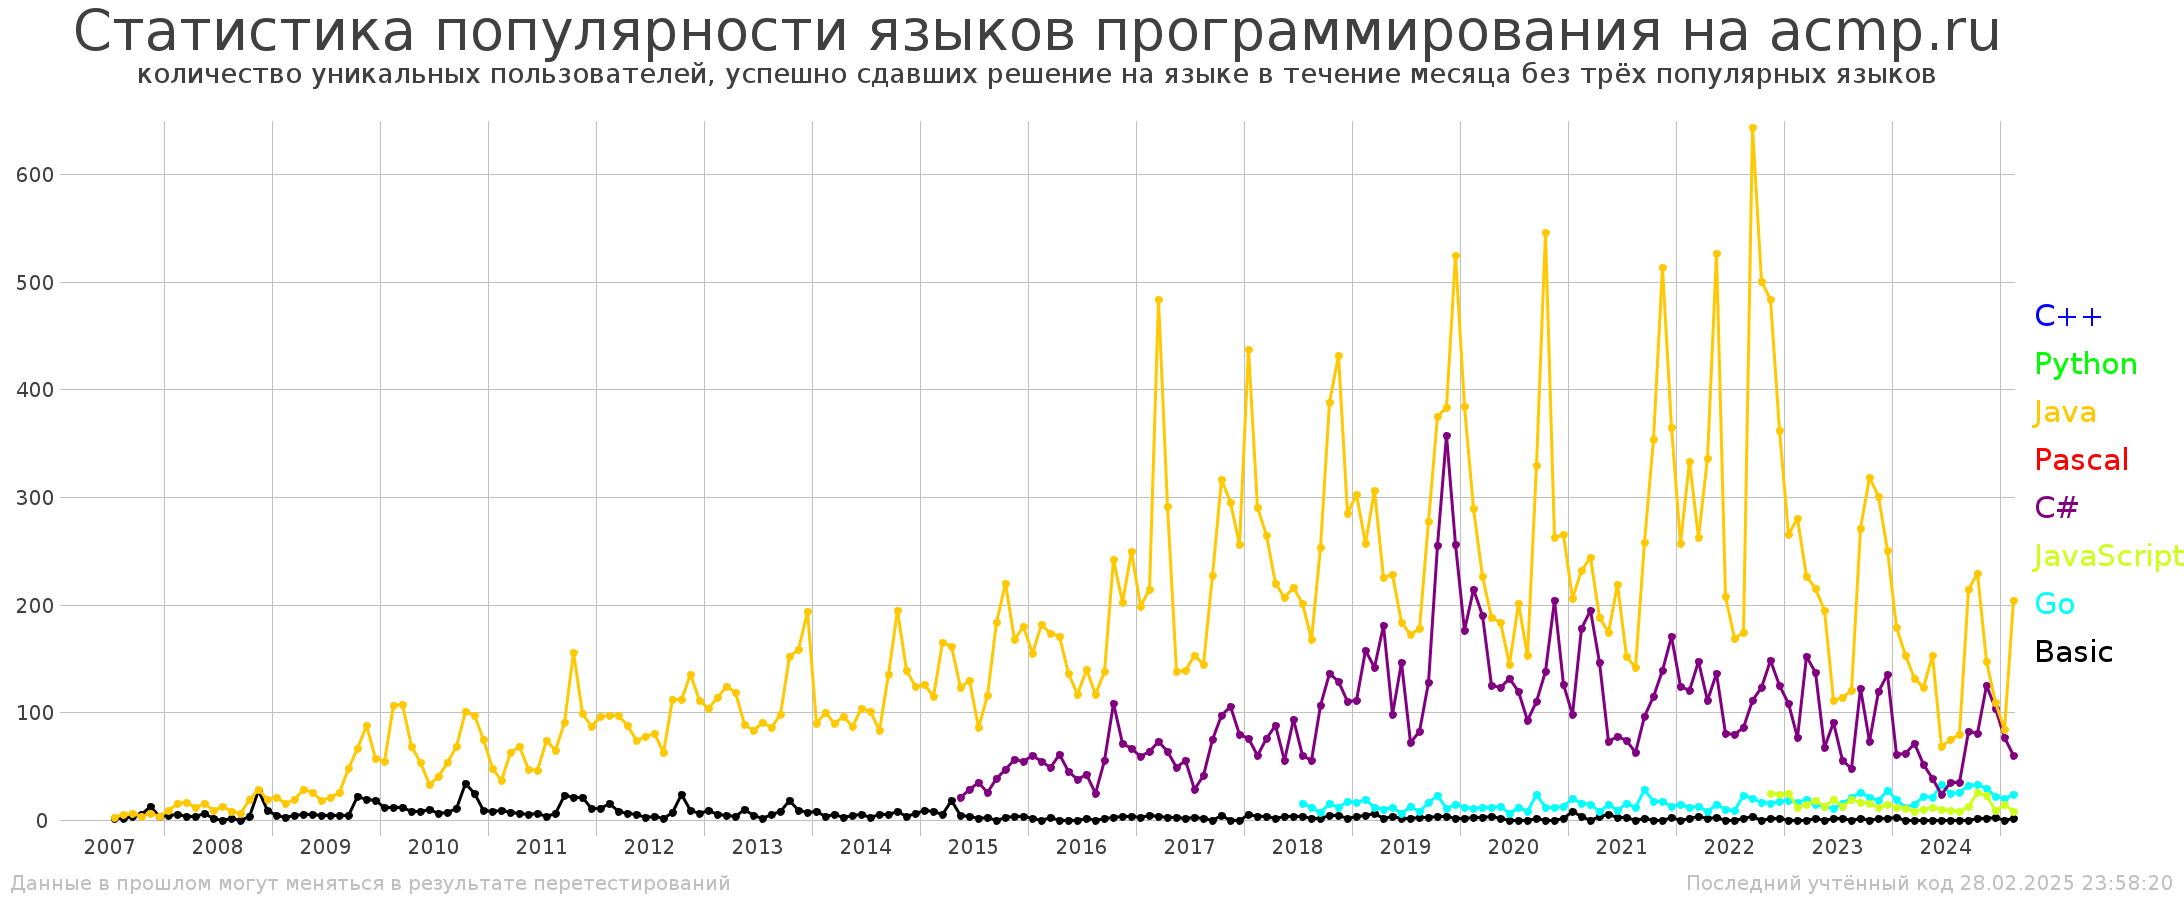 Статистика популярности языков программирования на acmp.ru
количество уникальных пользователей, успешно сдавших решение на языке в течение месяца без трёх популярных языков
600
500
400
300
200
100
0
2007 2008 2009 2010 2011 2012 2013 2014 2015 2016 2017 2018 2019 2020 2021 2022 2023 2024
C++
Python
Java
Pascal
C#
JavaScript
Go
Basic
Данные в прошлом могут меняться в результате перетестирований
Последний учтённый код 28.02.2025 23:58:20